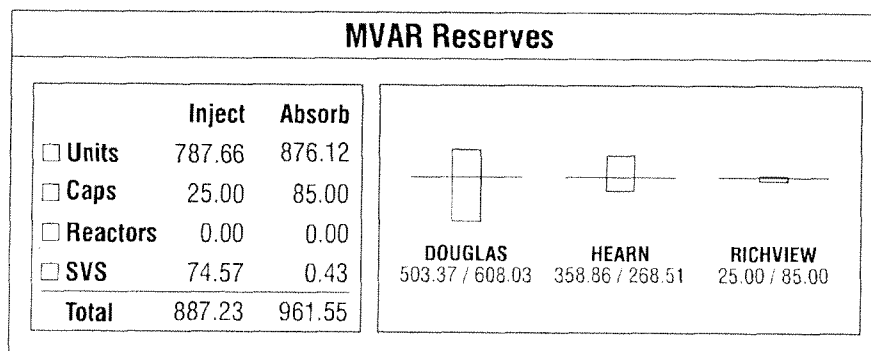 MVAR Reserves
Inject Absorb
Units 787.66 876.12
Caps 25.00 85.00
Reactors 0.00 0.00
SVS 74.57 0.43
Total 887.23 961.55
DOUGLAS HEARN RICHVIEW
503.37 / 608.03 358.86 / 268.51 25.00 / 85.00